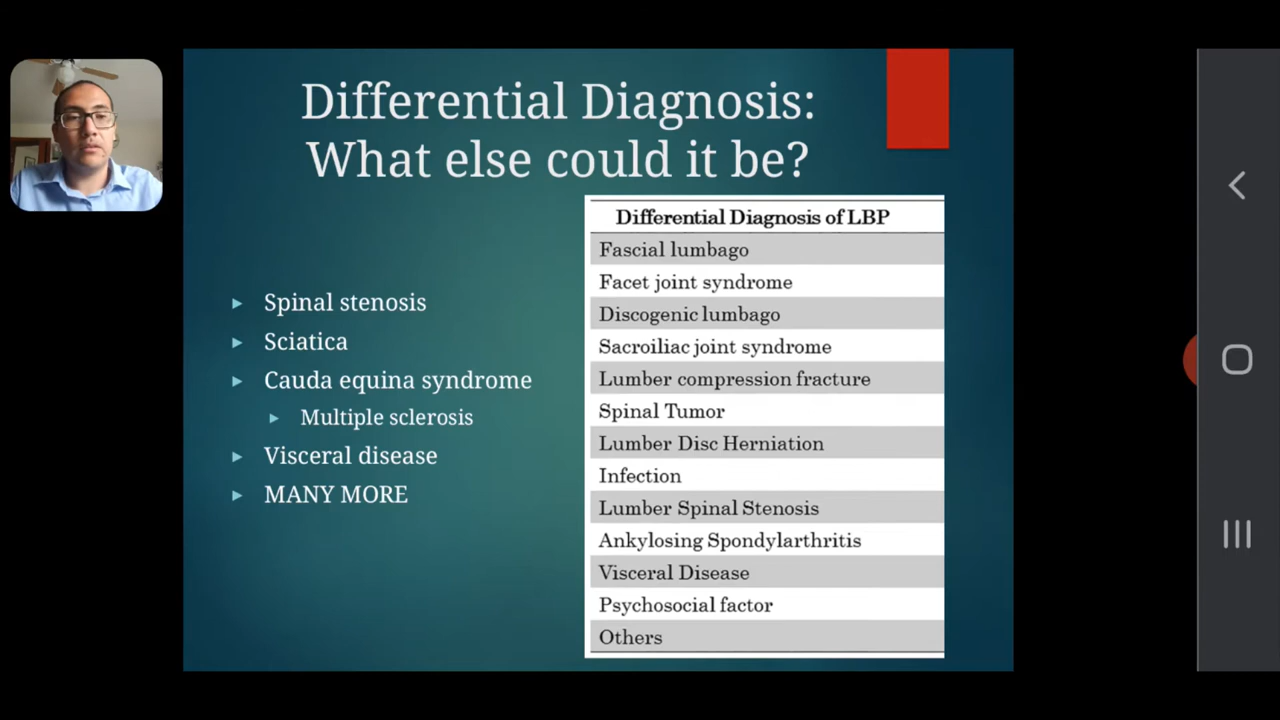 Differential Diagnosis:
What else could it be?
Spinal stenosis
Sciatica
Cauda equina syndrome
Multiple sclerosis
Visceral disease
MANY MORE
Differential Diagnosis of LBP
Fascial lumbago
Facet joint syndrome
Discogenic lumbago
Sacroiliac joint syndrome
Lumber compression fracture
Spinal Tumor
Lumber Disc Herniation
Infection
Lumber Spinal Stenosis
Ankylosing Spondylarthritis
Visceral Disease
Psychosocial factor
Others